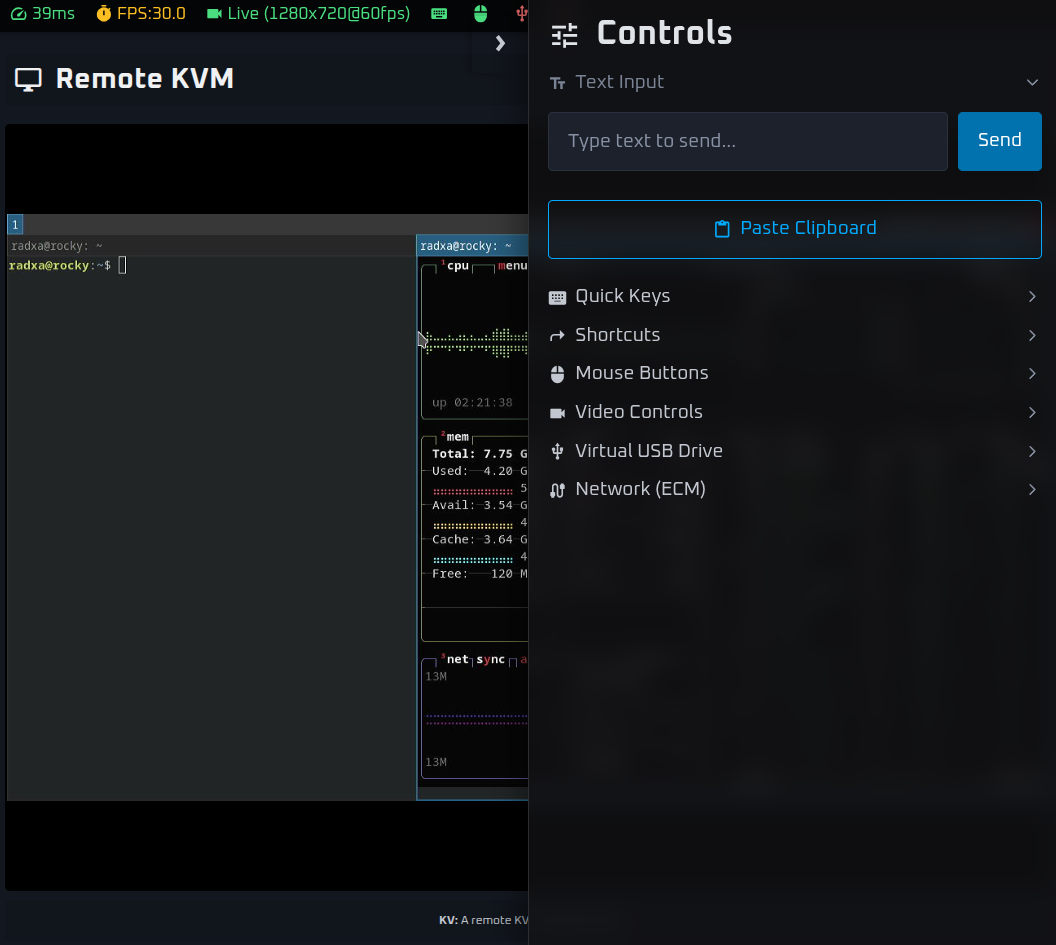 39ms FPS:30.0 Live (1280x720@60fps)
Remote KVM
1
radxa@rocky: ~
radxa@rocky:~$
radxa@rocky: ~
1cpu menu
up 02:21:38
2mem
Total: 7.75 G
Used: 4.20 G
5
Avail: 3.54 G
4
Cache: 3.64 G
4
Free: 120 M
3net sync a
13M
13M
KV: A remote KV
Controls
Text Input
Type text to send...
Send
Paste Clipboard
Quick Keys
Shortcuts
Mouse Buttons
Video Controls
Virtual USB Drive
Network (ECM)